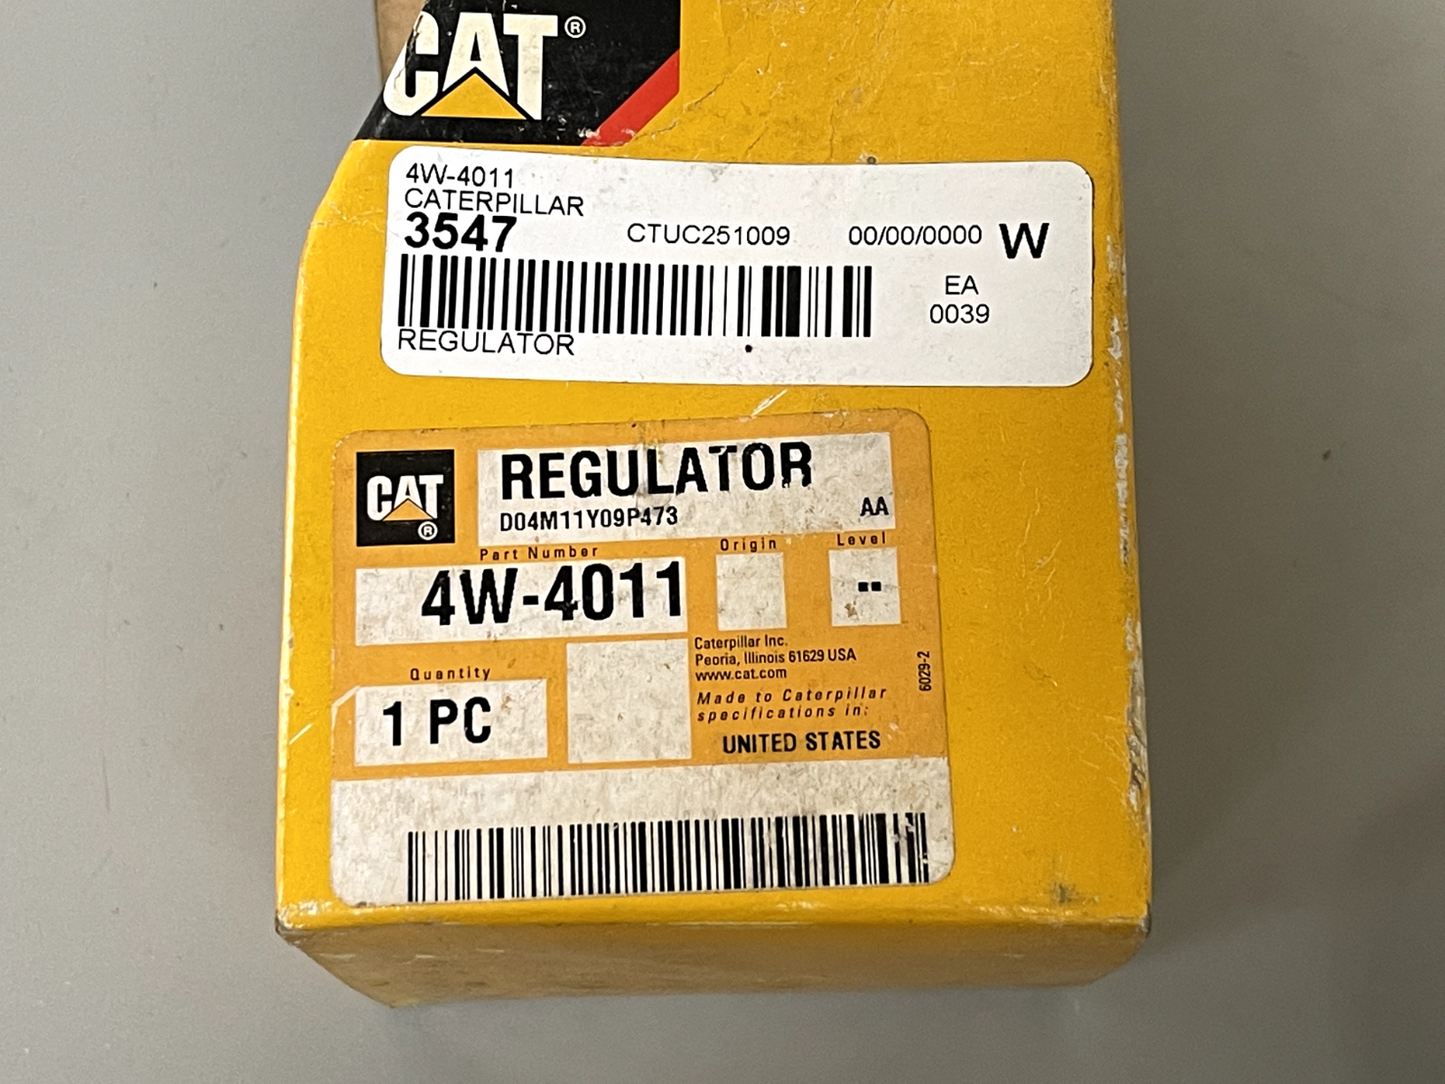 CAT®
4W-4011
CATERPILLAR
3547 CTUC251009 00/00/0000 W
EA
0039
REGULATOR
CAT®
REGULATOR
D04M11Y09P473 AA
Part Number Origin Level
4W-4011 --
Caterpillar Inc.
Peoria, Illinois 61629 USA
www.cat.com
6029-2
Quantity
1 PC
Made to Caterpillar
specifications in:
UNITED STATES